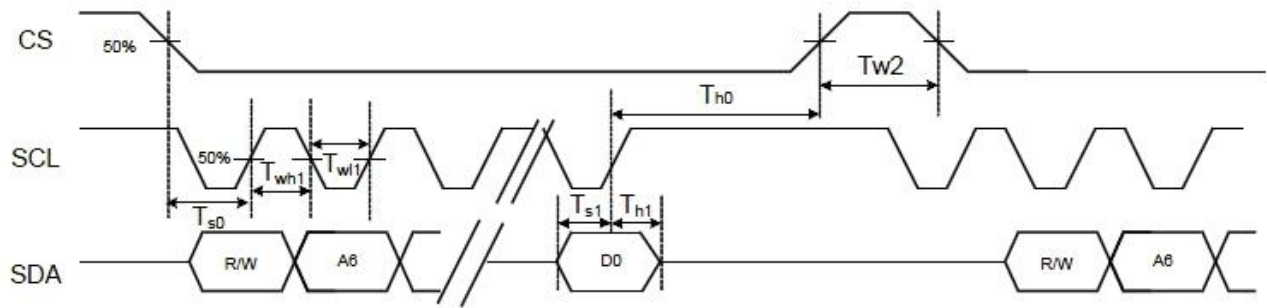 CS
50%
Tw2
Th0
SCL
50%
Twh1
Twl1
Ts0
Ts1
Th1
SDA
R/W
A6
D0
R/W
A6